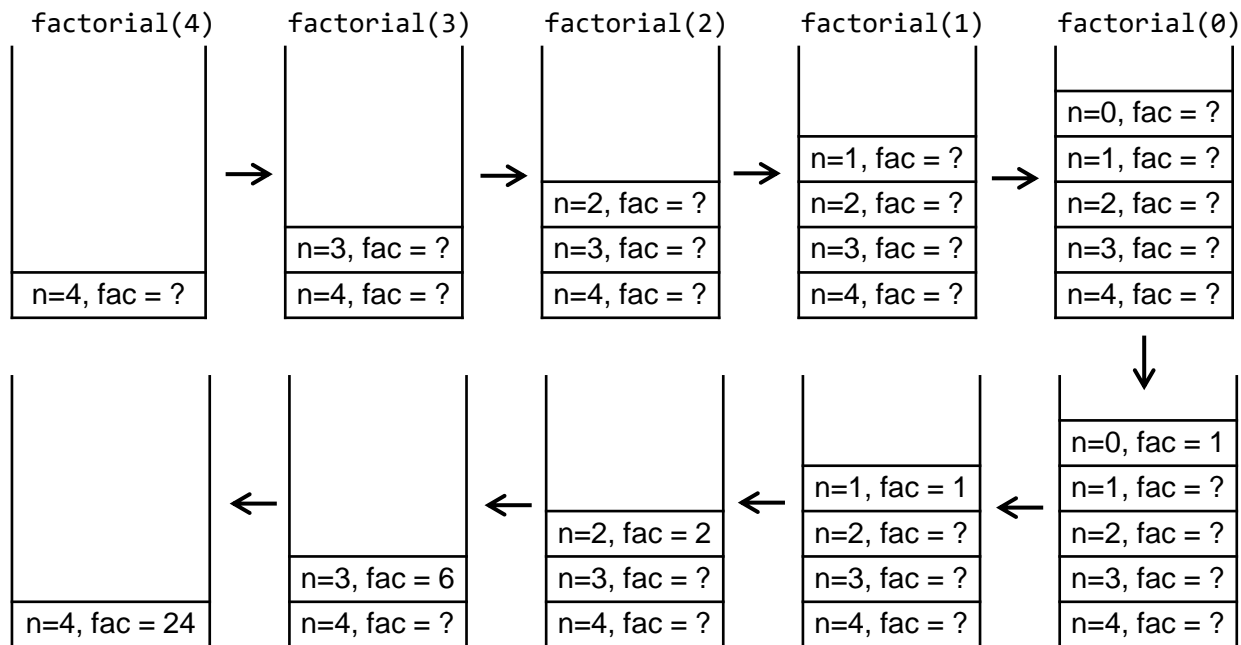 factorial(4)
factorial(3)
factorial(2)
factorial(1)
factorial(0)
n=4, fac = ?
n=3, fac = ?
n=4, fac = ?
n=2, fac = ?
n=3, fac = ?
n=4, fac = ?
n=1, fac = ?
n=2, fac = ?
n=3, fac = ?
n=4, fac = ?
n=0, fac = ?
n=1, fac = ?
n=2, fac = ?
n=3, fac = ?
n=4, fac = ?
n=0, fac = 1
n=1, fac = ?
n=2, fac = ?
n=3, fac = ?
n=4, fac = ?
n=1, fac = 1
n=2, fac = ?
n=3, fac = ?
n=4, fac = ?
n=2, fac = 2
n=3, fac = ?
n=4, fac = ?
n=3, fac = 6
n=4, fac = ?
n=4, fac = 24